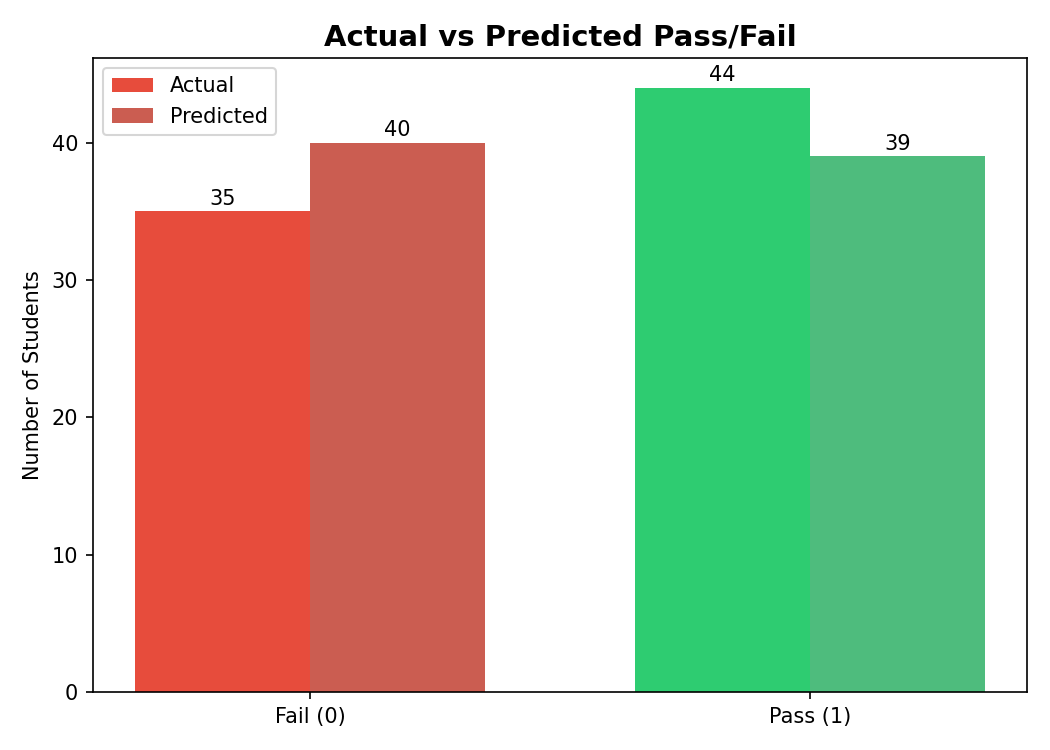 Actual vs Predicted Pass/Fail
Actual
Predicted
44
40
39
35
Number of Students
40
30
20
10
0
Fail (0)
Pass (1)